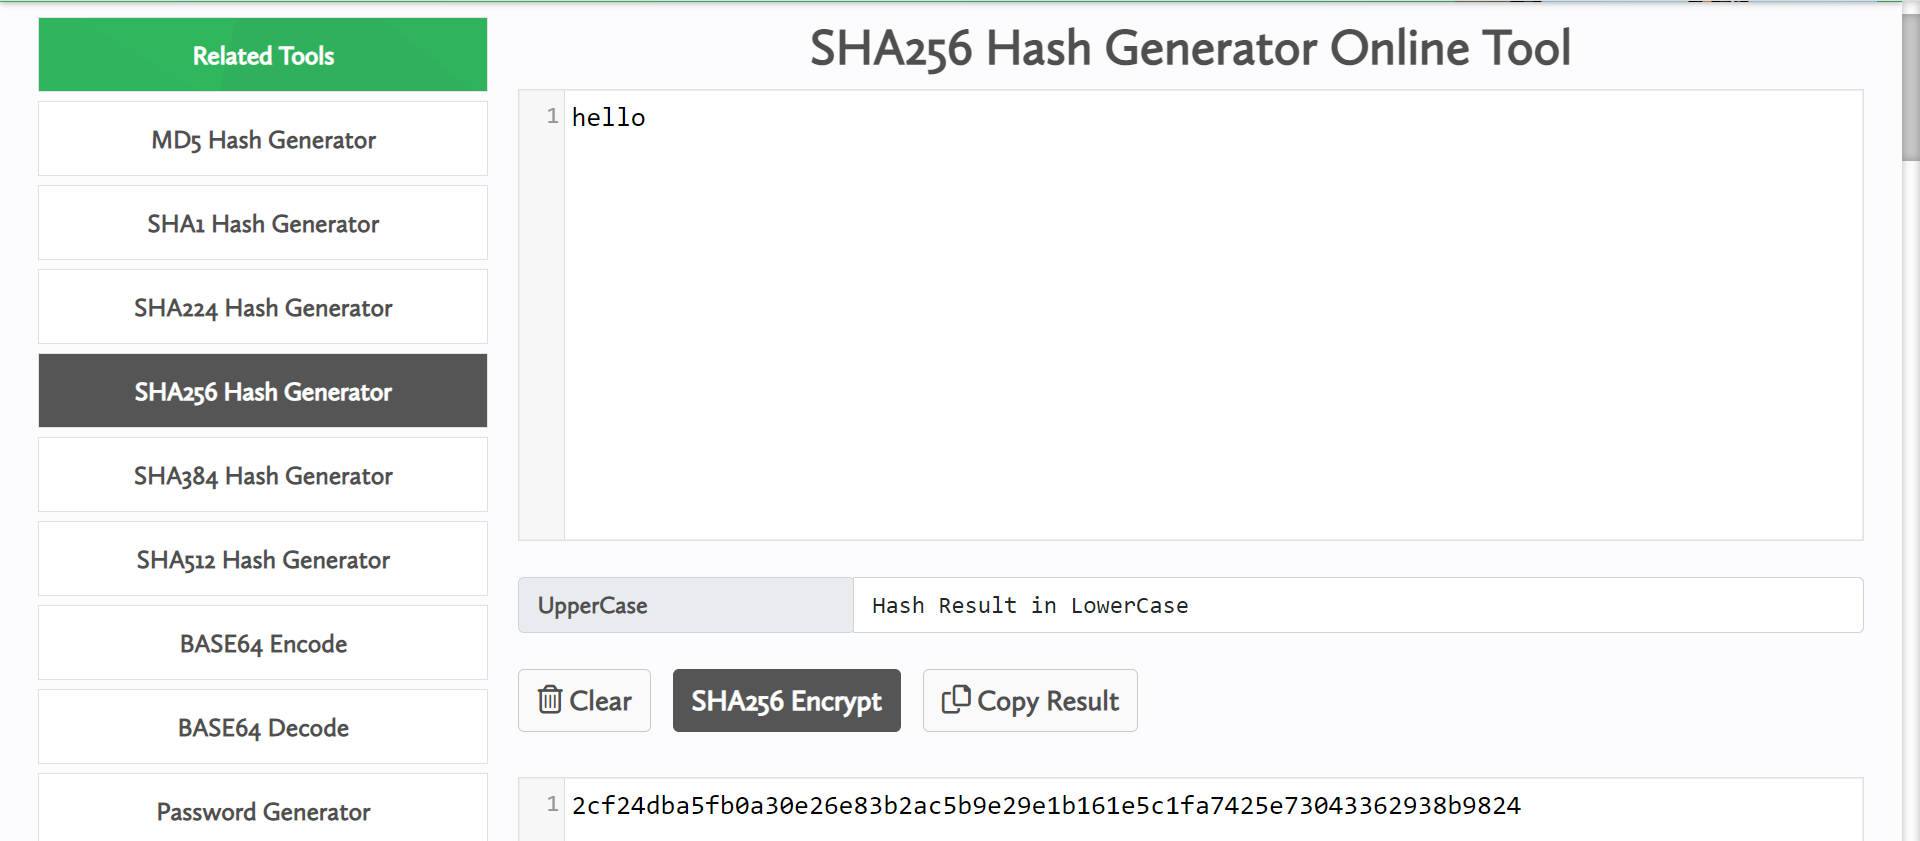 Related Tools
MD5 Hash Generator
SHA1 Hash Generator
SHA224 Hash Generator
SHA256 Hash Generator
SHA384 Hash Generator
SHA512 Hash Generator
BASE64 Encode
BASE64 Decode
Password Generator
SHA256 Hash Generator Online Tool
1 hello
UpperCase Hash Result in LowerCase
Clear SHA256 Encrypt Copy Result
1 2cf24dba5fb0a30e26e83b2ac5b9e29e1b161e5c1fa7425e73043362938b9824